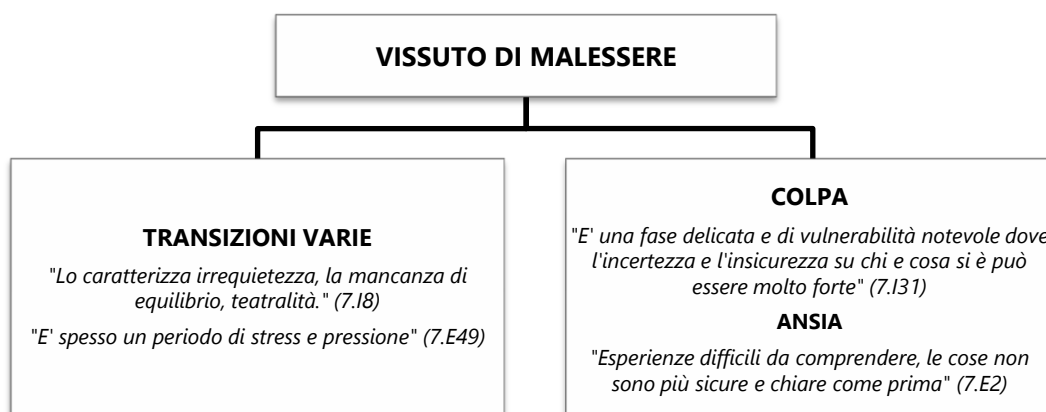 VISSUTO DI MALESSERE
TRANSIZIONI VARIE
"Lo caratterizza irrequietezza, la mancanza di
equilibrio, teatralità." (7.I8)
"E' spesso un periodo di stress e pressione" (7.E49)
COLPA
"E' una fase delicata e di vulnerabilità notevole dove
l'incertezza e l'insicurezza su chi e cosa si è può
essere molto forte" (7.I31)
ANSIA
"Esperienze difficili da comprendere, le cose non
sono più sicure e chiare come prima" (7.E2)